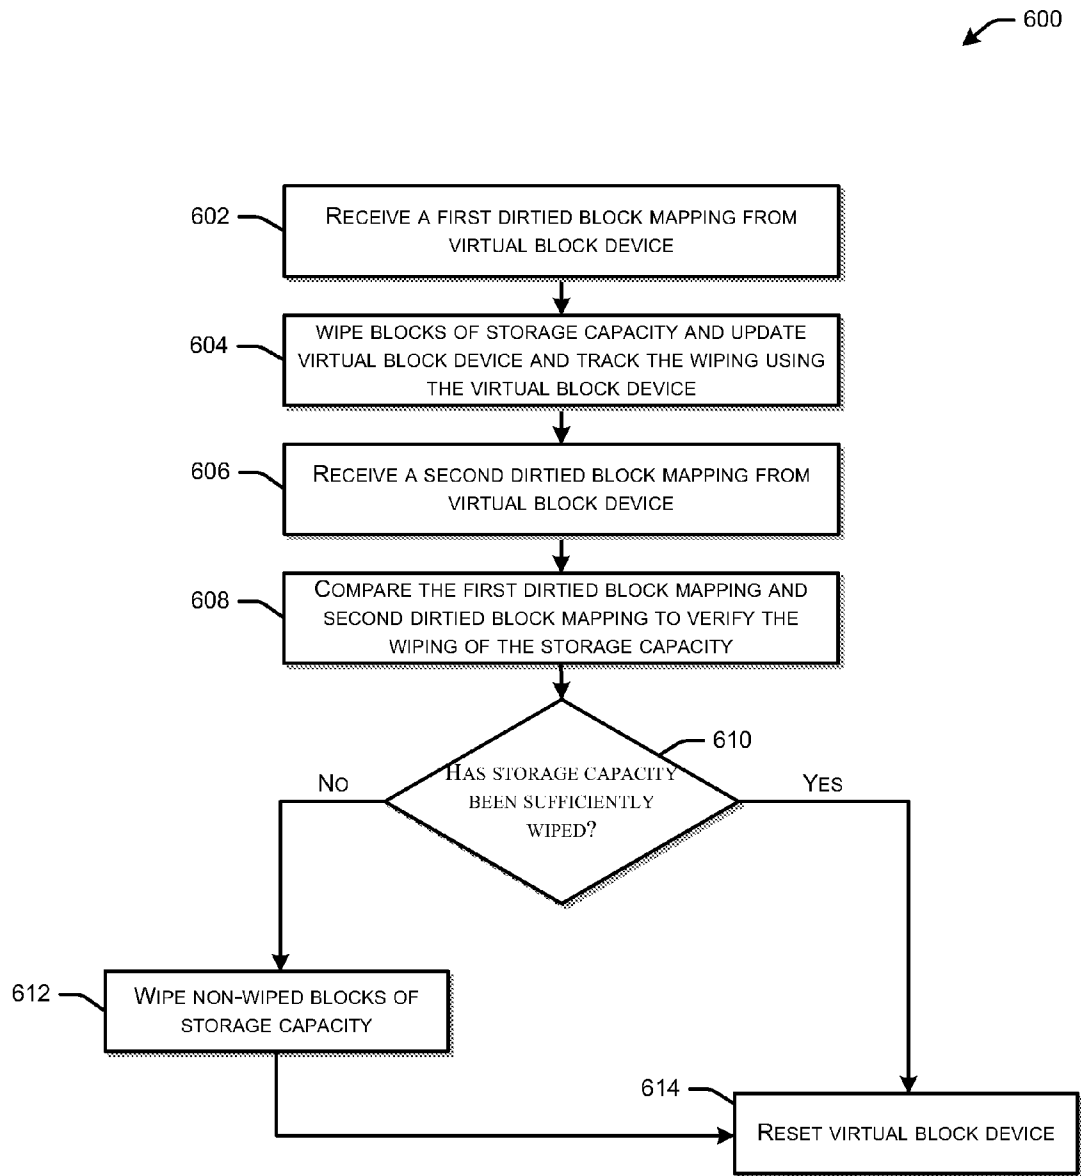 600
602
RECEIVE A FIRST DIRTIED BLOCK MAPPING FROM
VIRTUAL BLOCK DEVICE
604
WIPE BLOCKS OF STORAGE CAPACITY AND UPDATE
VIRTUAL BLOCK DEVICE AND TRACK THE WIPING USING
THE VIRTUAL BLOCK DEVICE
606
RECEIVE A SECOND DIRTIED BLOCK MAPPING FROM
VIRTUAL BLOCK DEVICE
608
COMPARE THE FIRST DIRTIED BLOCK MAPPING AND
SECOND DIRTIED BLOCK MAPPING TO VERIFY THE
WIPING OF THE STORAGE CAPACITY
610
HAS STORAGE CAPACITY
BEEN SUFFICIENTLY
WIPED?
NO
YES
612
WIPE NON-WIPED BLOCKS OF
STORAGE CAPACITY
614
RESET VIRTUAL BLOCK DEVICE